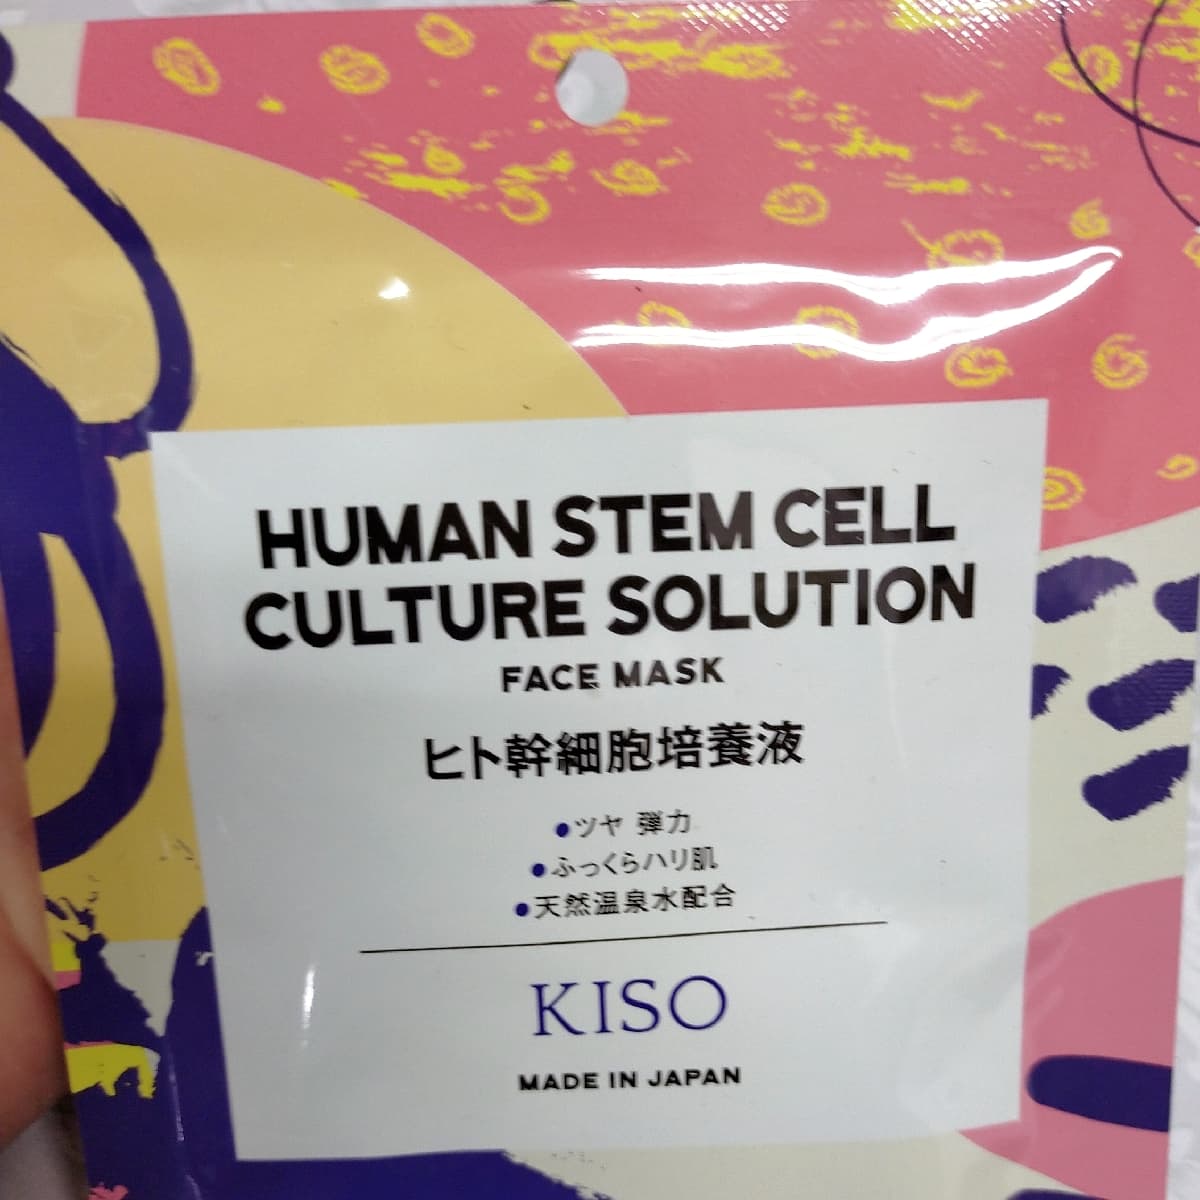 HUMAN STEM CELL
CULTURE SOLUTION
FACE MASK
ヒト幹細胞培養液
●ツヤ 弾力
●ふっくらハリ肌
●天然温泉水配合
KISO
MADE IN JAPAN